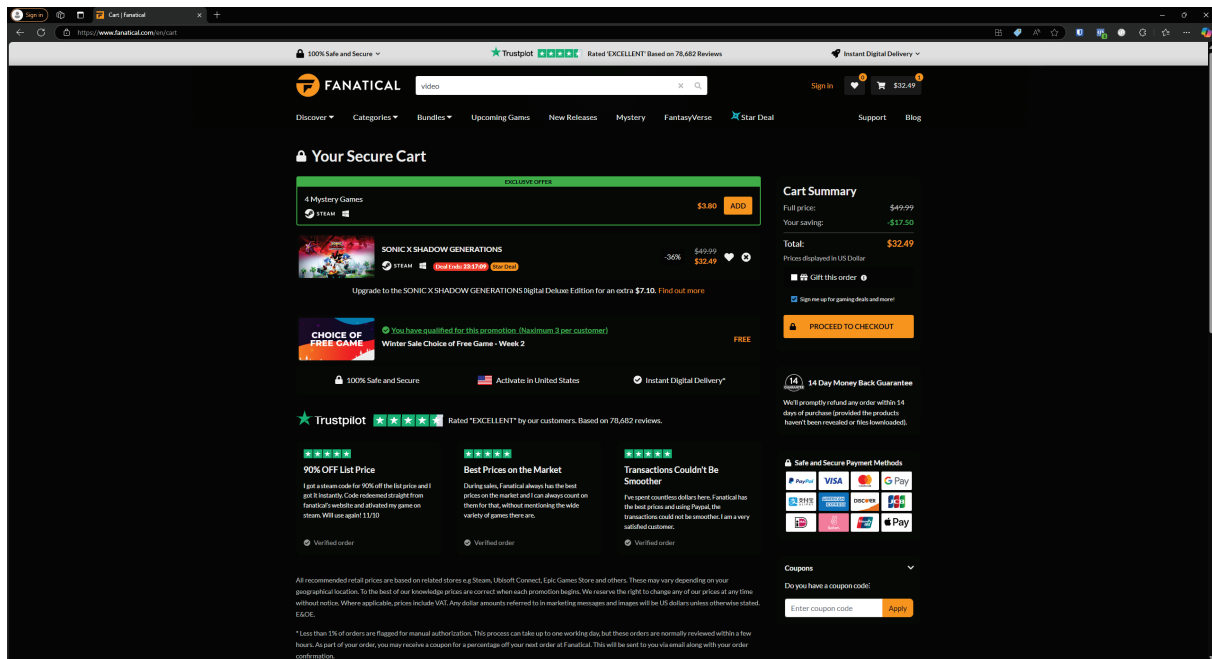 Sign in
Cart | Fanatical
https://www.fanatical.com/en/cart
100% Safe and Secure
Trustpilot Rated 'EXCELLENT' Based on 78,682 Reviews
Instant Digital Delivery
FANATICAL
video
Sign in
0
1
$32.49
Discover Categories Bundles Upcoming Games New Releases Mystery FantasyVerse Star Deal Support Blog
Your Secure Cart
EXCLUSIVE OFFER
4 Mystery Games
STEAM
$3.80 ADD
SONIC X SHADOW GENERATIONS
STEAM Deal Ends: 23:17:09 Star Deal
-36% $49.99
$32.49
Upgrade to the SONIC X SHADOW GENERATIONS Digital Deluxe Edition for an extra $7.10. Find out more
CHOICE OF
FREE GAME
You have qualified for this promotion (Naximum 3 per customer)
Winter Sale Choice of Free Game - Week 2
FREE
100% Safe and Secure
Activate in United States
Instant Digital Delivery*
Trustpilot Rated "EXCELLENT" by our customers. Based on 78,682 reviews.
90% OFF List Price
I got a steam code for 90% off the list price and I
got it instantly. Code redeemed straight from
fanatical's website and ativated my game on
steam. Will use again! 11/10
Verified order
Best Prices on the Market
During sales, Fanatical always has the best
prices on the market and I can always count on
them for that, without mentioning the wide
variety of games there are.
Verified order
Transactions Couldn't Be
Smoother
I've spent countless dollars here. Fanatical has
the best prices and using Paypal, the
transactions could not be smoother. I am a very
satisfied customer.
Verified order
All recommended retail prices are based on related stores e.g Steam, Ubisoft Connect, Epic Games Store and others. These may vary depending on your
geographical location. To the best of our knowledge prices are correct when each promotion begins. We reserve the right to change any of our prices at any time
without notice. Where applicable, prices include VAT. Any dollar amounts referred to in marketing messages and images will be US dollars unless otherwise stated.
E&OE.
* Less than 1% of orders are flagged for manual authorization. This process can take up to one working day, but these orders are normally reviewed within a few
hours. As part of your order, you may receive a coupon for a percentage off your next order at Fanatical. This will be sent to you via email along with your order
confirmation.
Cart Summary
Full price: $49.99
Your saving: -$17.50
Total: $32.49
Prices displayed in US Dollar
Gift this order
Sign me up for gaming deals and more!
PROCEED TO CHECKOUT
14
14 Day Money Back Guarantee
We'll promptly refund any order within 14
days of purchase (provided the products
haven't been revealed or files lownloaded).
Safe and Secure Paymert Methods
PayPal VISA G Pay
AMERICAN EXPRESS DISCOVER JCB
Pay
Coupons
Do you have a coupon code:
Enter coupon code Apply